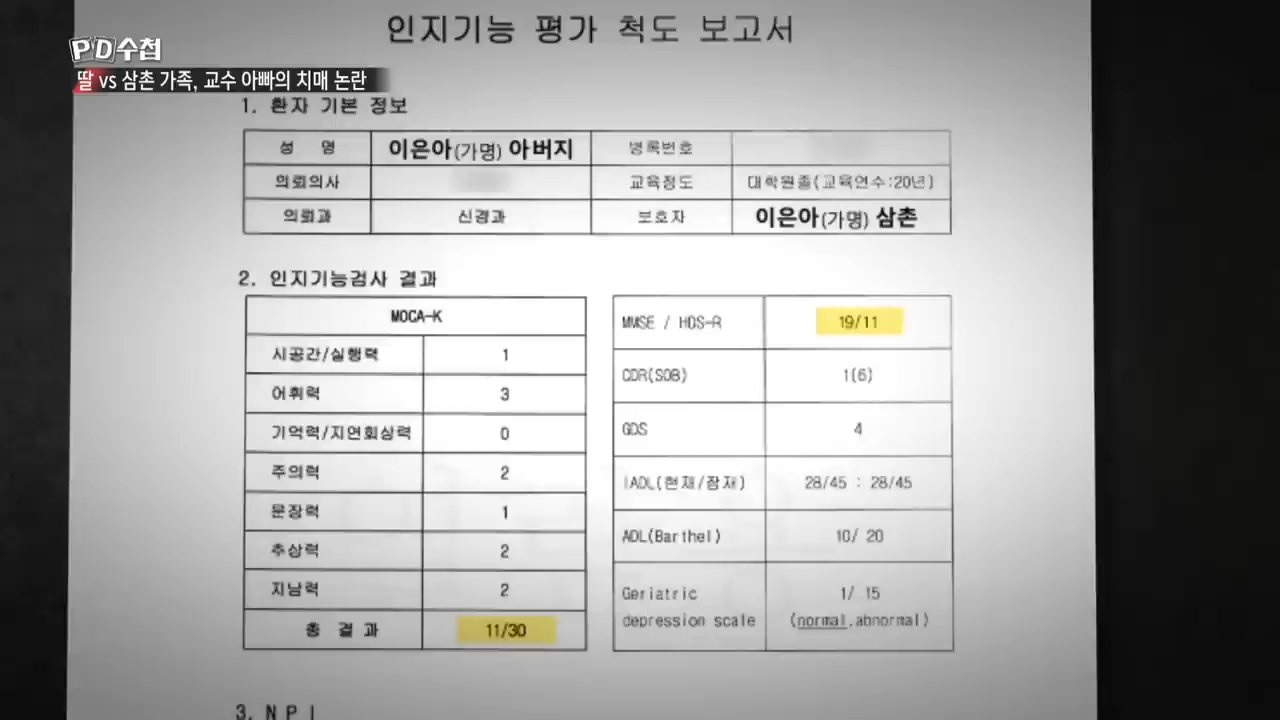 인지기능 평가 척도 보고서
PD수첩
딸 vs 삼촌 가족, 교수 아빠의 치매 논란
1. 환자 기본 정보
성 명 이은아(가명) 아버지 병록번호
의뢰의사 교육정도 대학원졸(교육연수:20년)
의뢰과 신경과 보호자 이은아(가명) 삼촌
2. 인지기능검사 결과
MOCA-K
시공간/실행력 1
어휘력 3
기억력/지연회상력 0
주의력 2
문장력 1
추상력 2
지남력 2
총 결과 11/30
MMSE / HDS-R 19/11
CDR(SOB) 1(6)
GDS 4
IADL(현재/잠재) 28/45 : 28/45
ADL(Barthel) 10/ 20
Geriatric depression scale 1/ 15
(normal,abnormal)
3. N P I